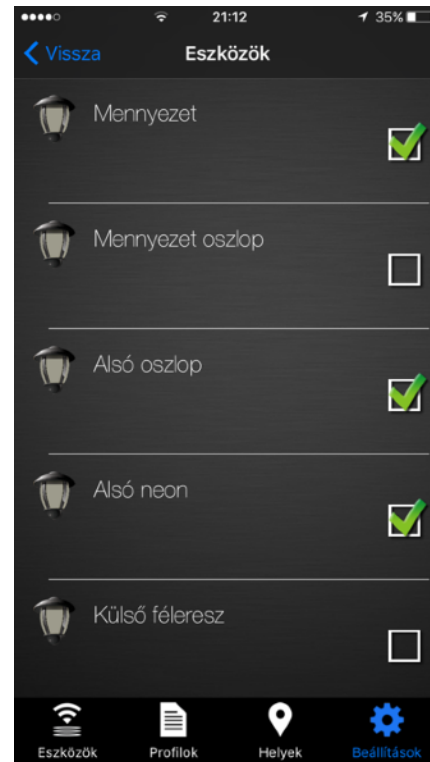 21:12
35%
Vissza
Eszközök
Mennyezet
Mennyezet oszlop
Alsó oszlop
Alsó neon
Külső féleresz
Eszközök
Profilok
Helyek
Beállítások